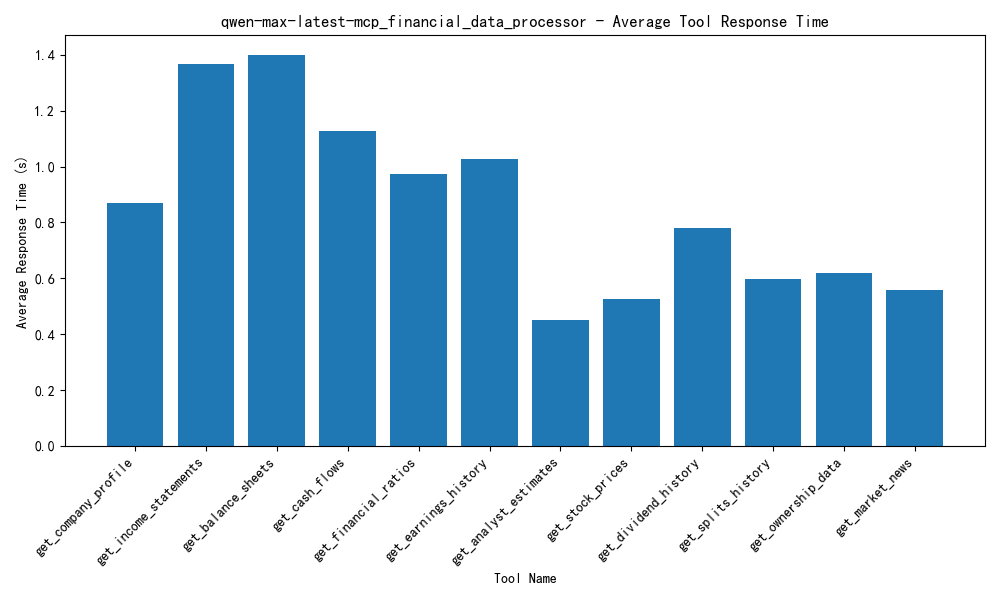 qwen-max-latest-mcp_financial_data_processor - Average Tool Response Time
Average Response Time (s)
1.4
1.2
1.0
0.8
0.6
0.4
0.2
0.0
get_company_profile
get_income_statements
get_balance_sheets
get_cash_flows
get_financial_ratios
get_earnings_history
get_analyst_estimates
get_stock_prices
get_dividend_history
get_splits_history
get_ownership_data
get_market_news
Tool Name